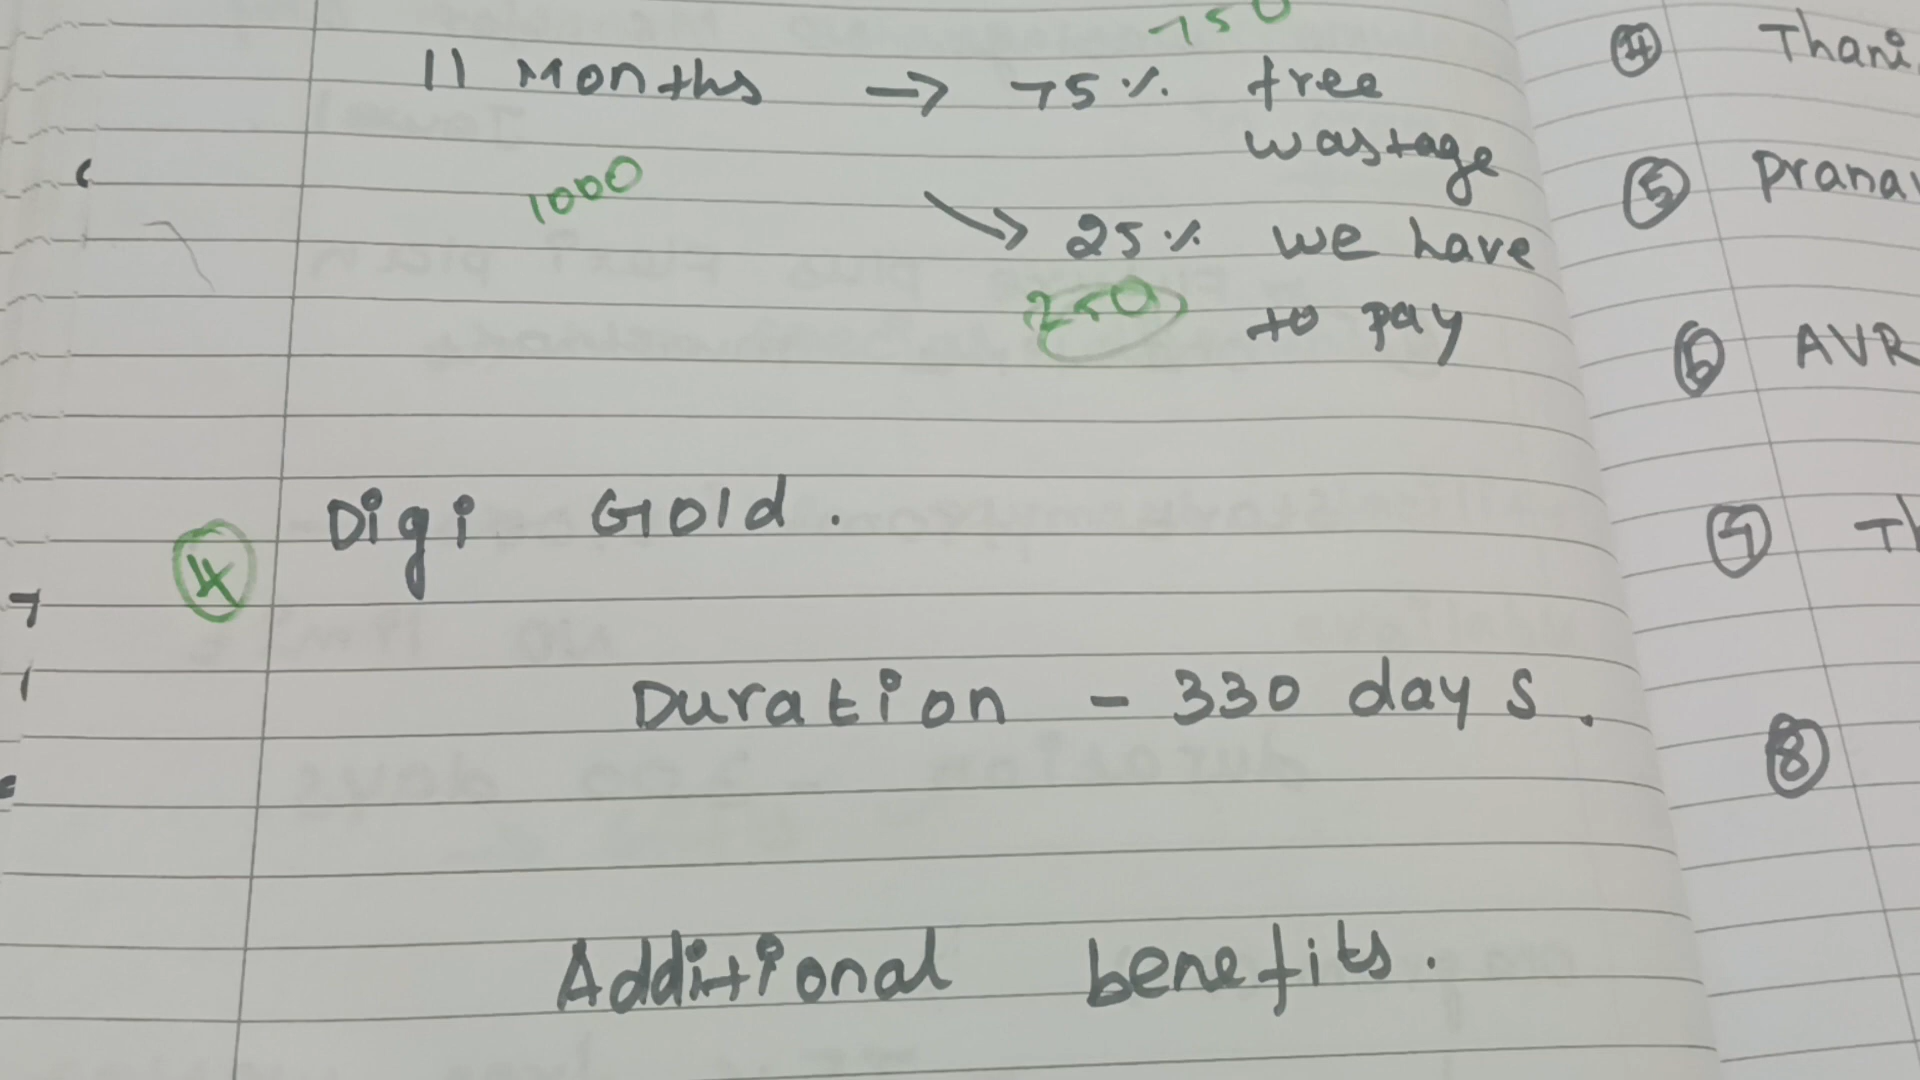 750
11 Months → 75% free
wastage
1000
→ 25% we have
250 to pay
④ Digi Gold.
Duration - 330 days.
Additional benefits.
④ Thani
⑤ Prana
⑥ AVR
⑦ Th
⑧